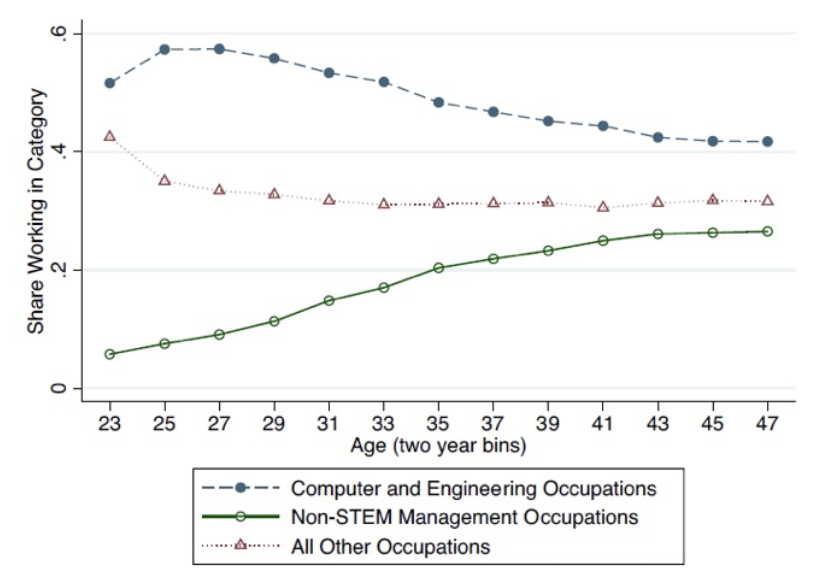 Share Working in Category
.6
.4
.2
0
23 25 27 29 31 33 35 37 39 41 43 45 47
Age (two year bins)
Computer and Engineering Occupations
Non-STEM Management Occupations
All Other Occupations